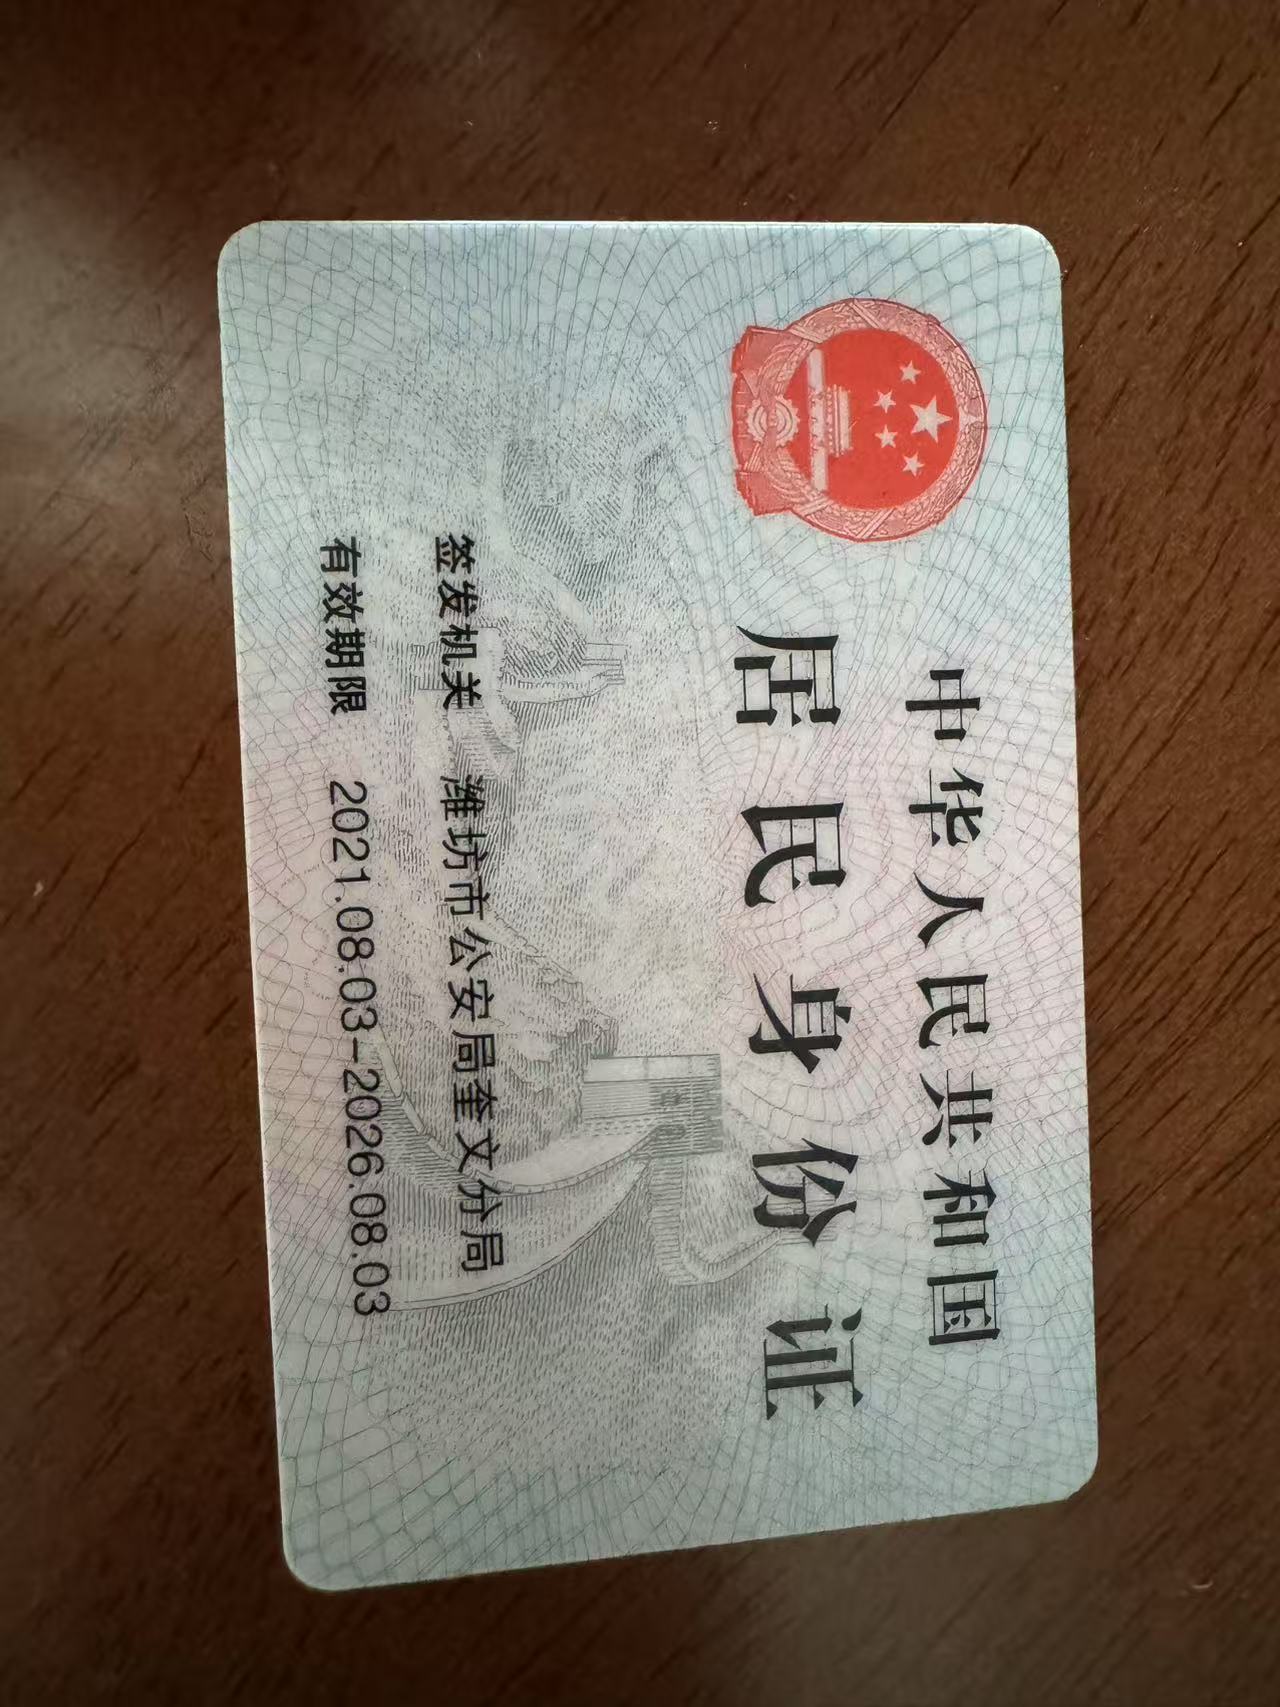 中华人民共和国
居民身份证
签发机关 潍坊市公安局奎文分局
有效期限 2021.08.03-2026.08.03